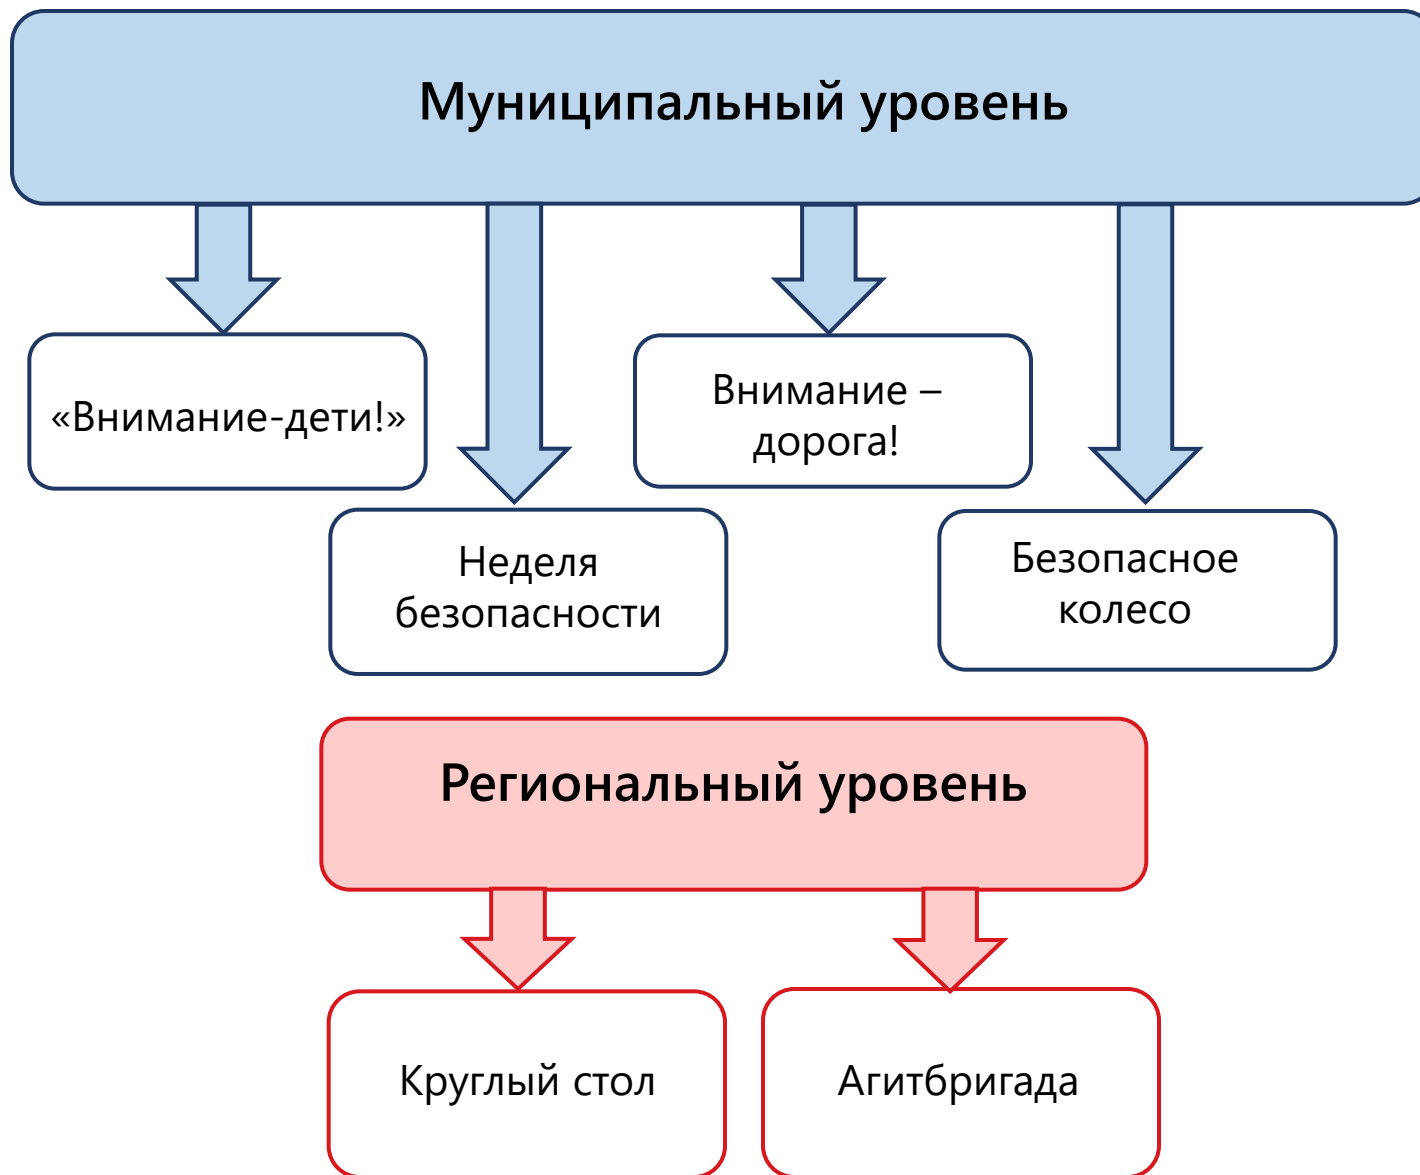 Муниципальный уровень
«Внимание-дети!»
Внимание –
дорога!
Неделя
безопасности
Безопасное
колесо
Региональный уровень
Круглый стол
Агитбригада